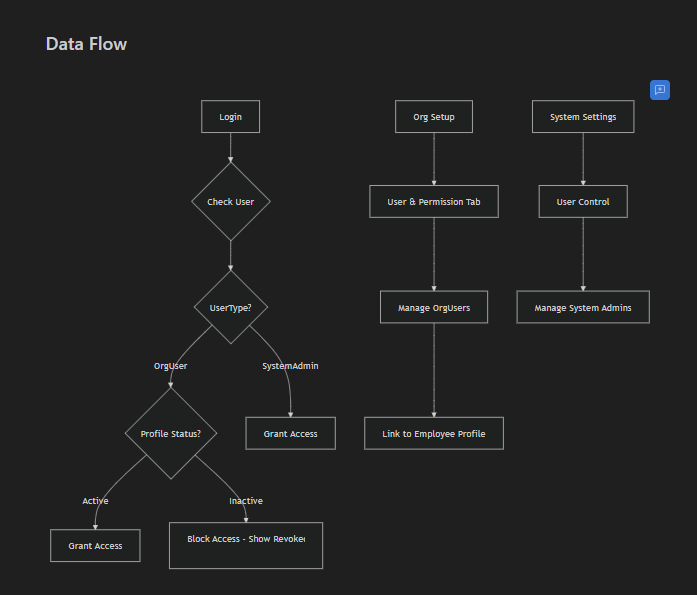 Data Flow
Login
Org Setup
System Settings
Check User
User & Permission Tab
User Control
UserType?
Manage OrgUsers
Manage System Admins
OrgUser
SystemAdmin
Profile Status?
Grant Access
Link to Employee Profile
Active
Inactive
Grant Access
Block Access - Show